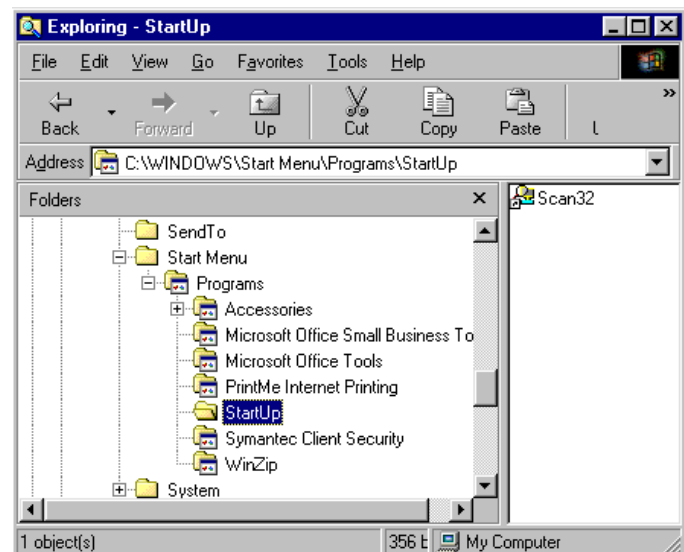 Exploring - StartUp
File Edit View Go Favorites Tools Help
Back Forward Up Cut Copy Paste
»
Address C:\WINDOWS\Start Menu\Programs\StartUp
Folders
Scan32
SendTo
Start Menu
Programs
Accessories
Microsoft Office Small Business To
Microsoft Office Tools
PrintMe Internet Printing
StartUp
Symantec Client Security
WinZip
System
1 object(s) 356 My Computer